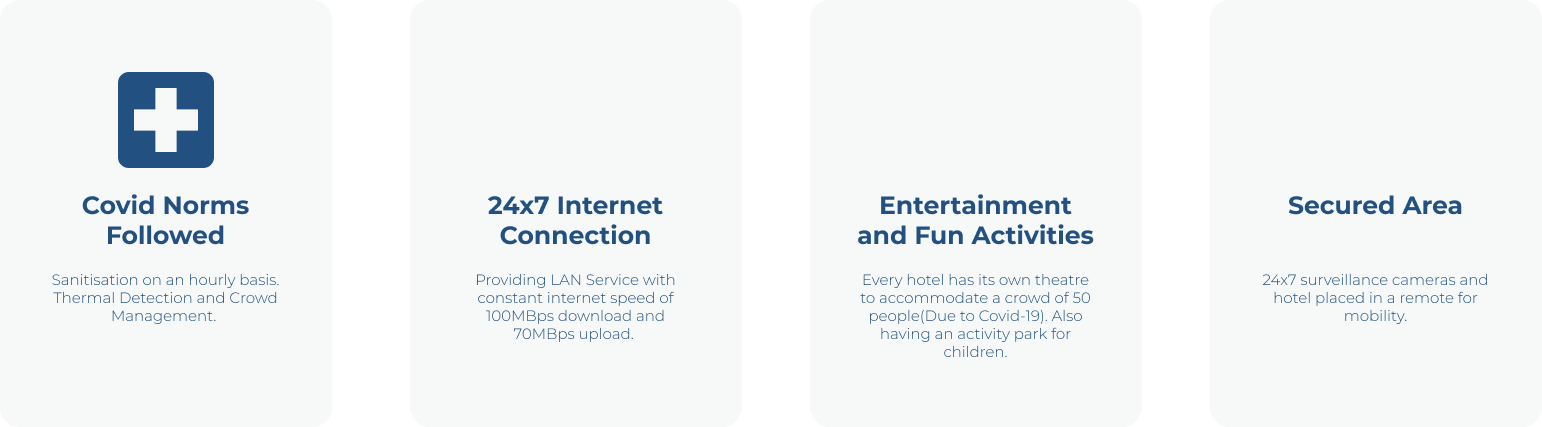 Covid Norms
Followed
Sanitisation on an hourly basis.
Thermal Detection and Crowd
Management.
24x7 Internet
Connection
Providing LAN Service with
constant internet speed of
100MBps download and
70MBps upload.
Entertainment
and Fun Activities
Every hotel has its own theatre
to accommodate a crowd of 50
people(Due to Covid-19). Also
having an activity park for
children.
Secured Area
24x7 surveillance cameras and
hotel placed in a remote for
mobility.